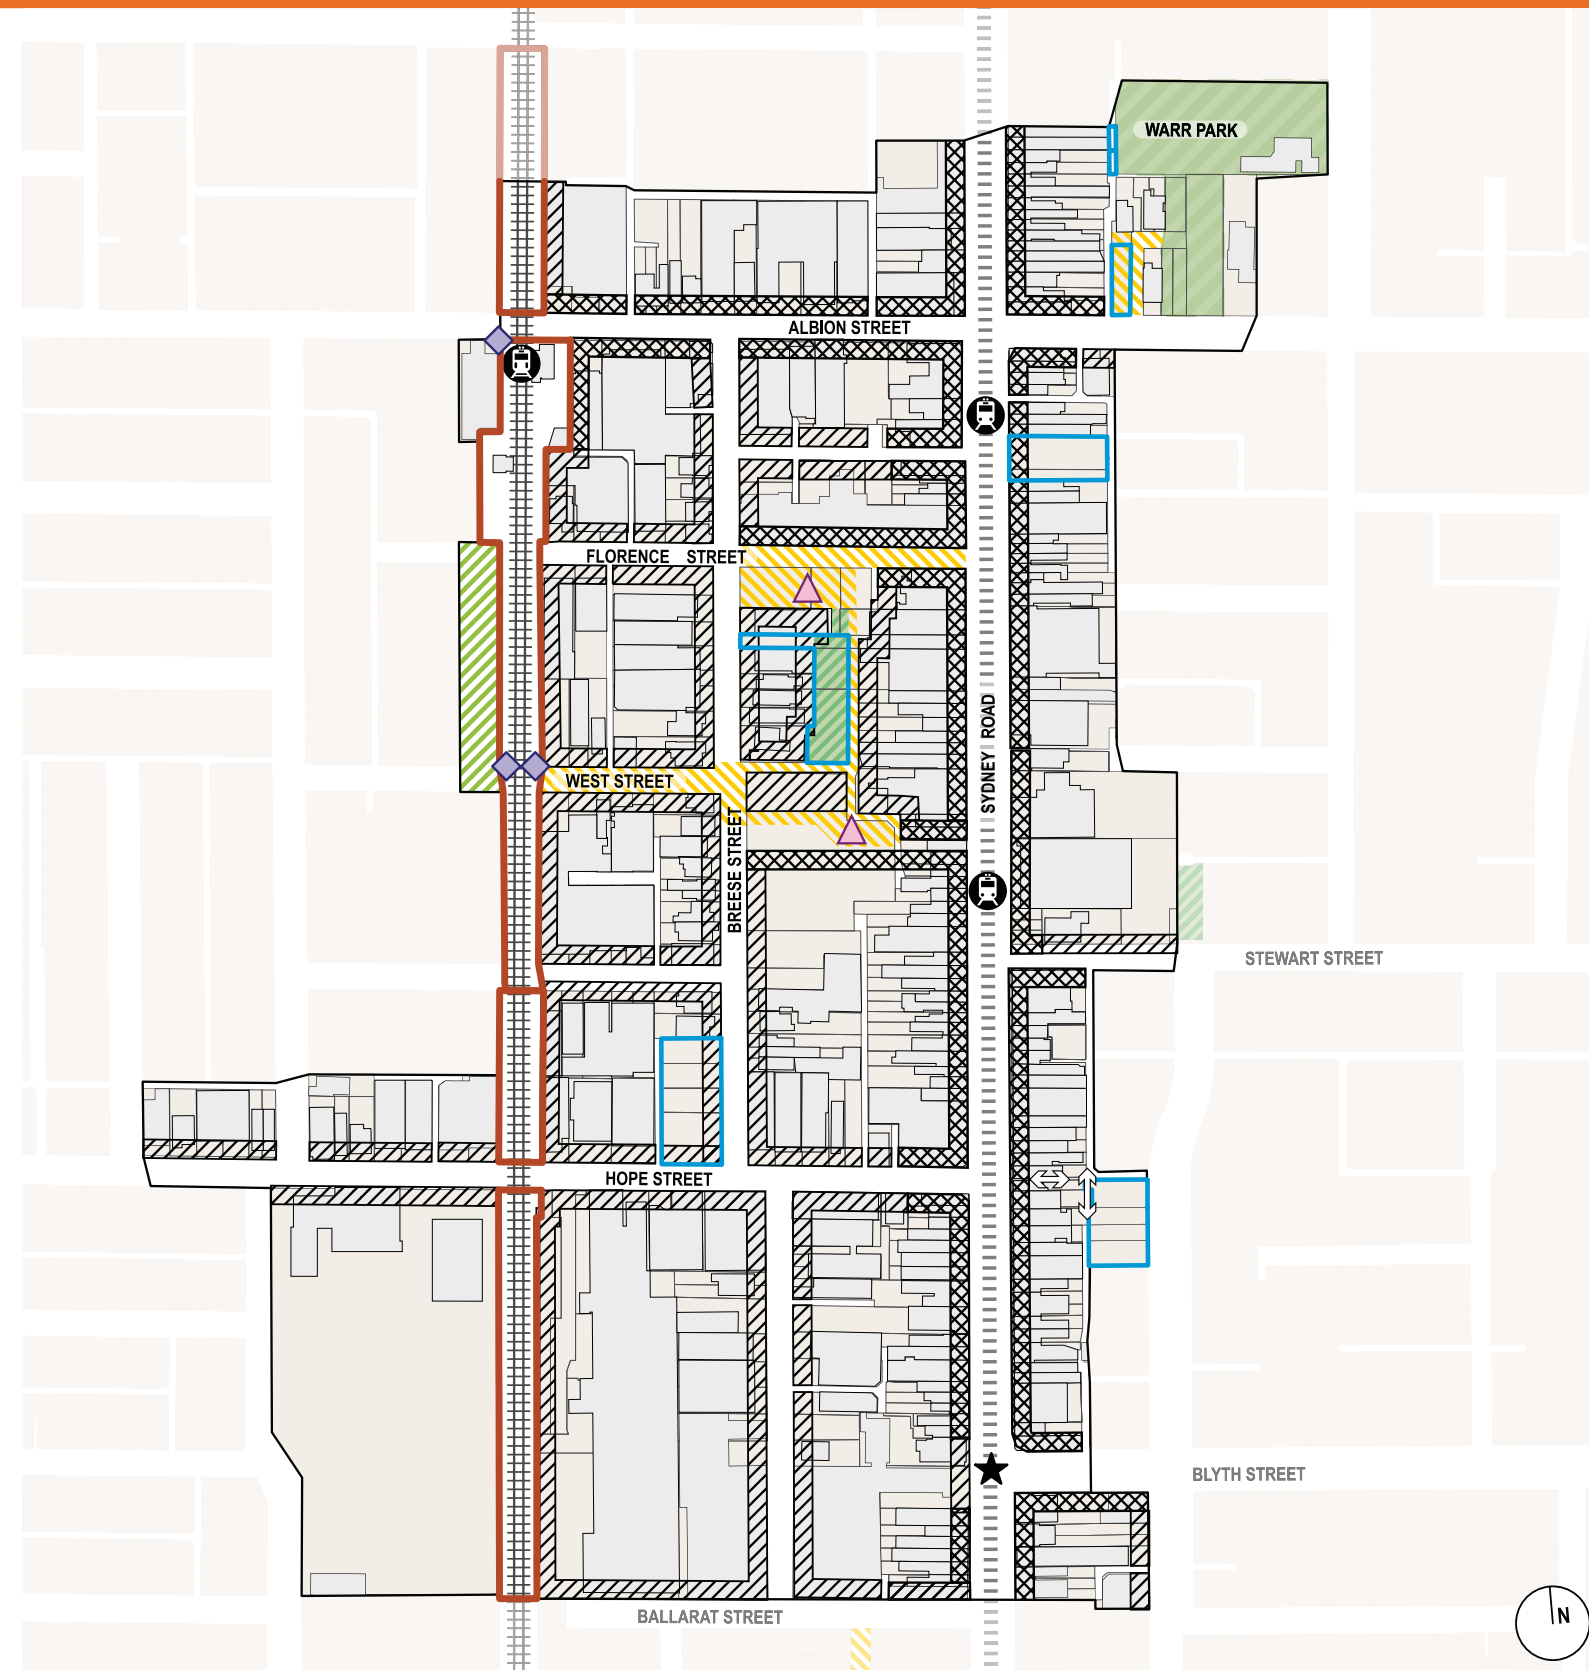 WARR PARK
ALBION STREET
FLORENCE STREET
SYDNEY ROAD
WEST STREET
BREESE STREET
STEWART STREET
HOPE STREET
BLYTH STREET
BALLARAT STREET
N